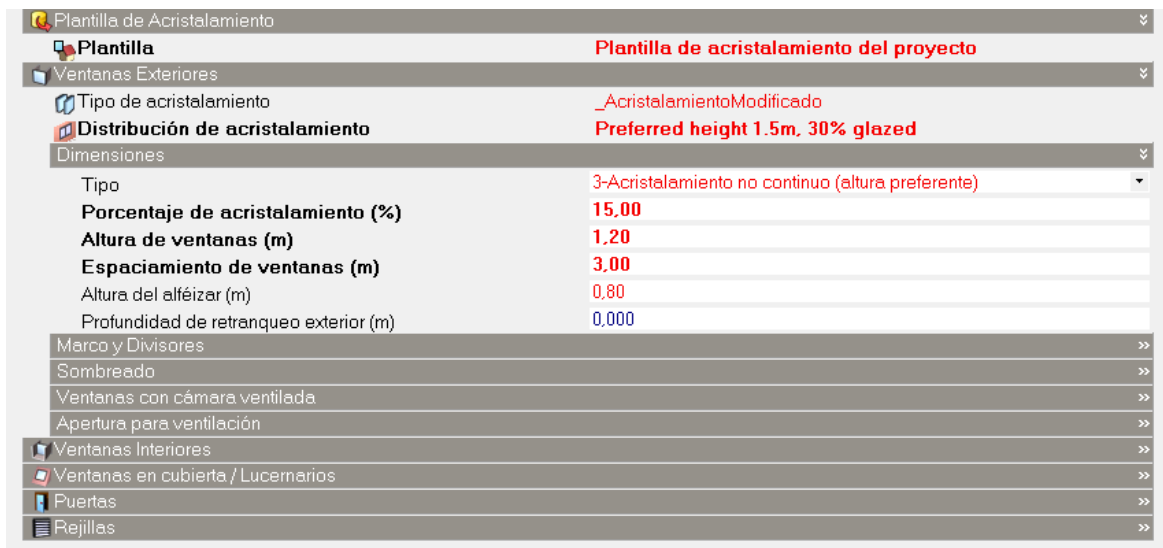 Plantilla de Acristalamiento
Plantilla Plantilla de acristalamiento del proyecto
Ventanas Exteriores
Tipo de acristalamiento _AcristalamientoModificado
Distribución de acristalamiento Preferred height 1.5m, 30% glazed
Dimensiones
Tipo 3-Acristalamiento no continuo (altura preferente)
Porcentaje de acristalamiento (%) 15,00
Altura de ventanas (m) 1,20
Espaciamiento de ventanas (m) 3,00
Altura del alféizar (m) 0,80
Profundidad de retranqueo exterior (m) 0,000
Marco y Divisores
Sombreado
Ventanas con cámara ventilada
Apertura para ventilación
Ventanas Interiores
Ventanas en cubierta / Lucernarios
Puertas
Rejillas